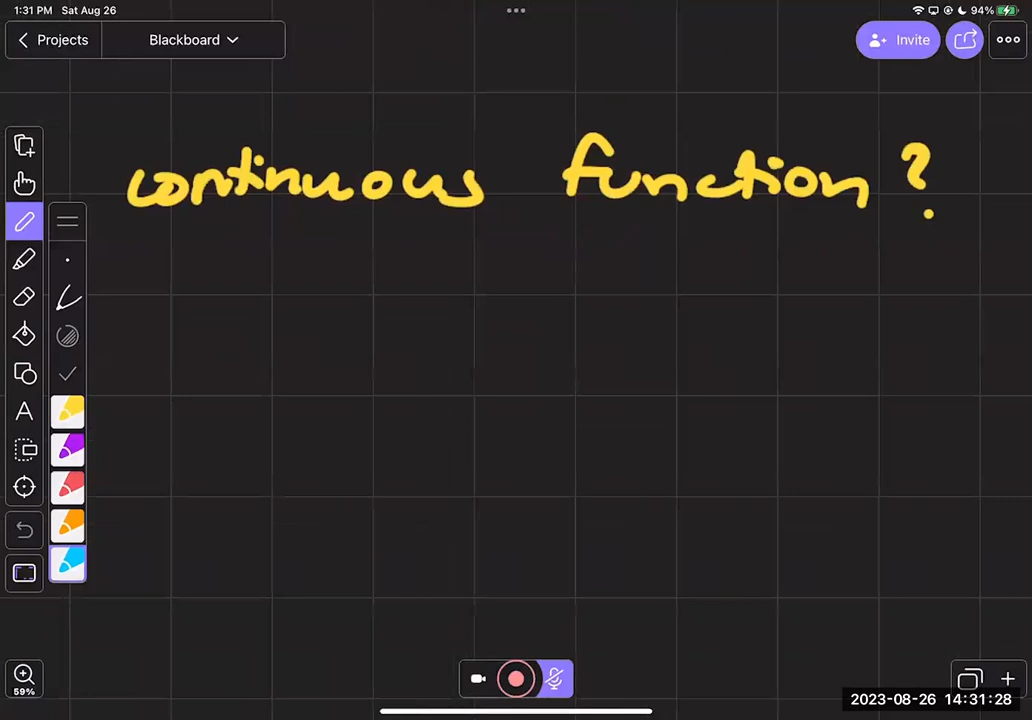 1:31 PM Sat Aug 26
94%
Projects
Blackboard
Invite
continuous function ?
A
59%
2023-08-26 14:31:28